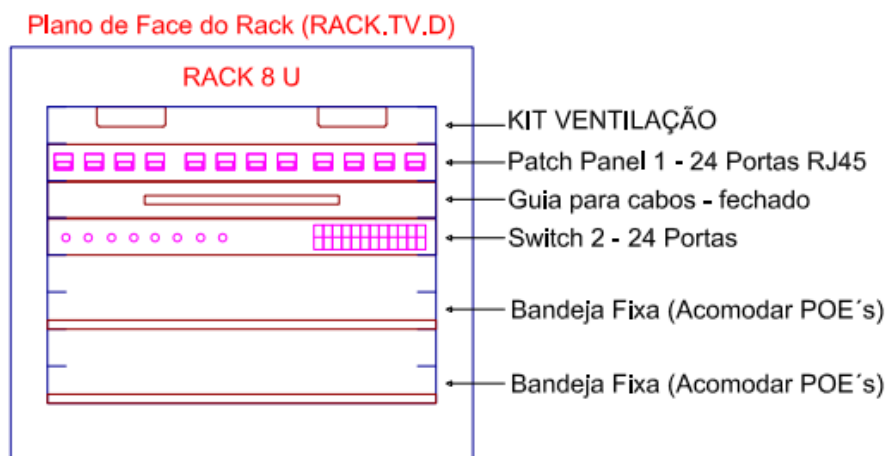 Plano de Face do Rack (RACK.TV.D)
RACK 8 U
KIT VENTILAÇÃO
Patch Panel 1 - 24 Portas RJ45
Guia para cabos - fechado
Switch 2 - 24 Portas
Bandeja Fixa (Acomodar POE´s)
Bandeja Fixa (Acomodar POE´s)